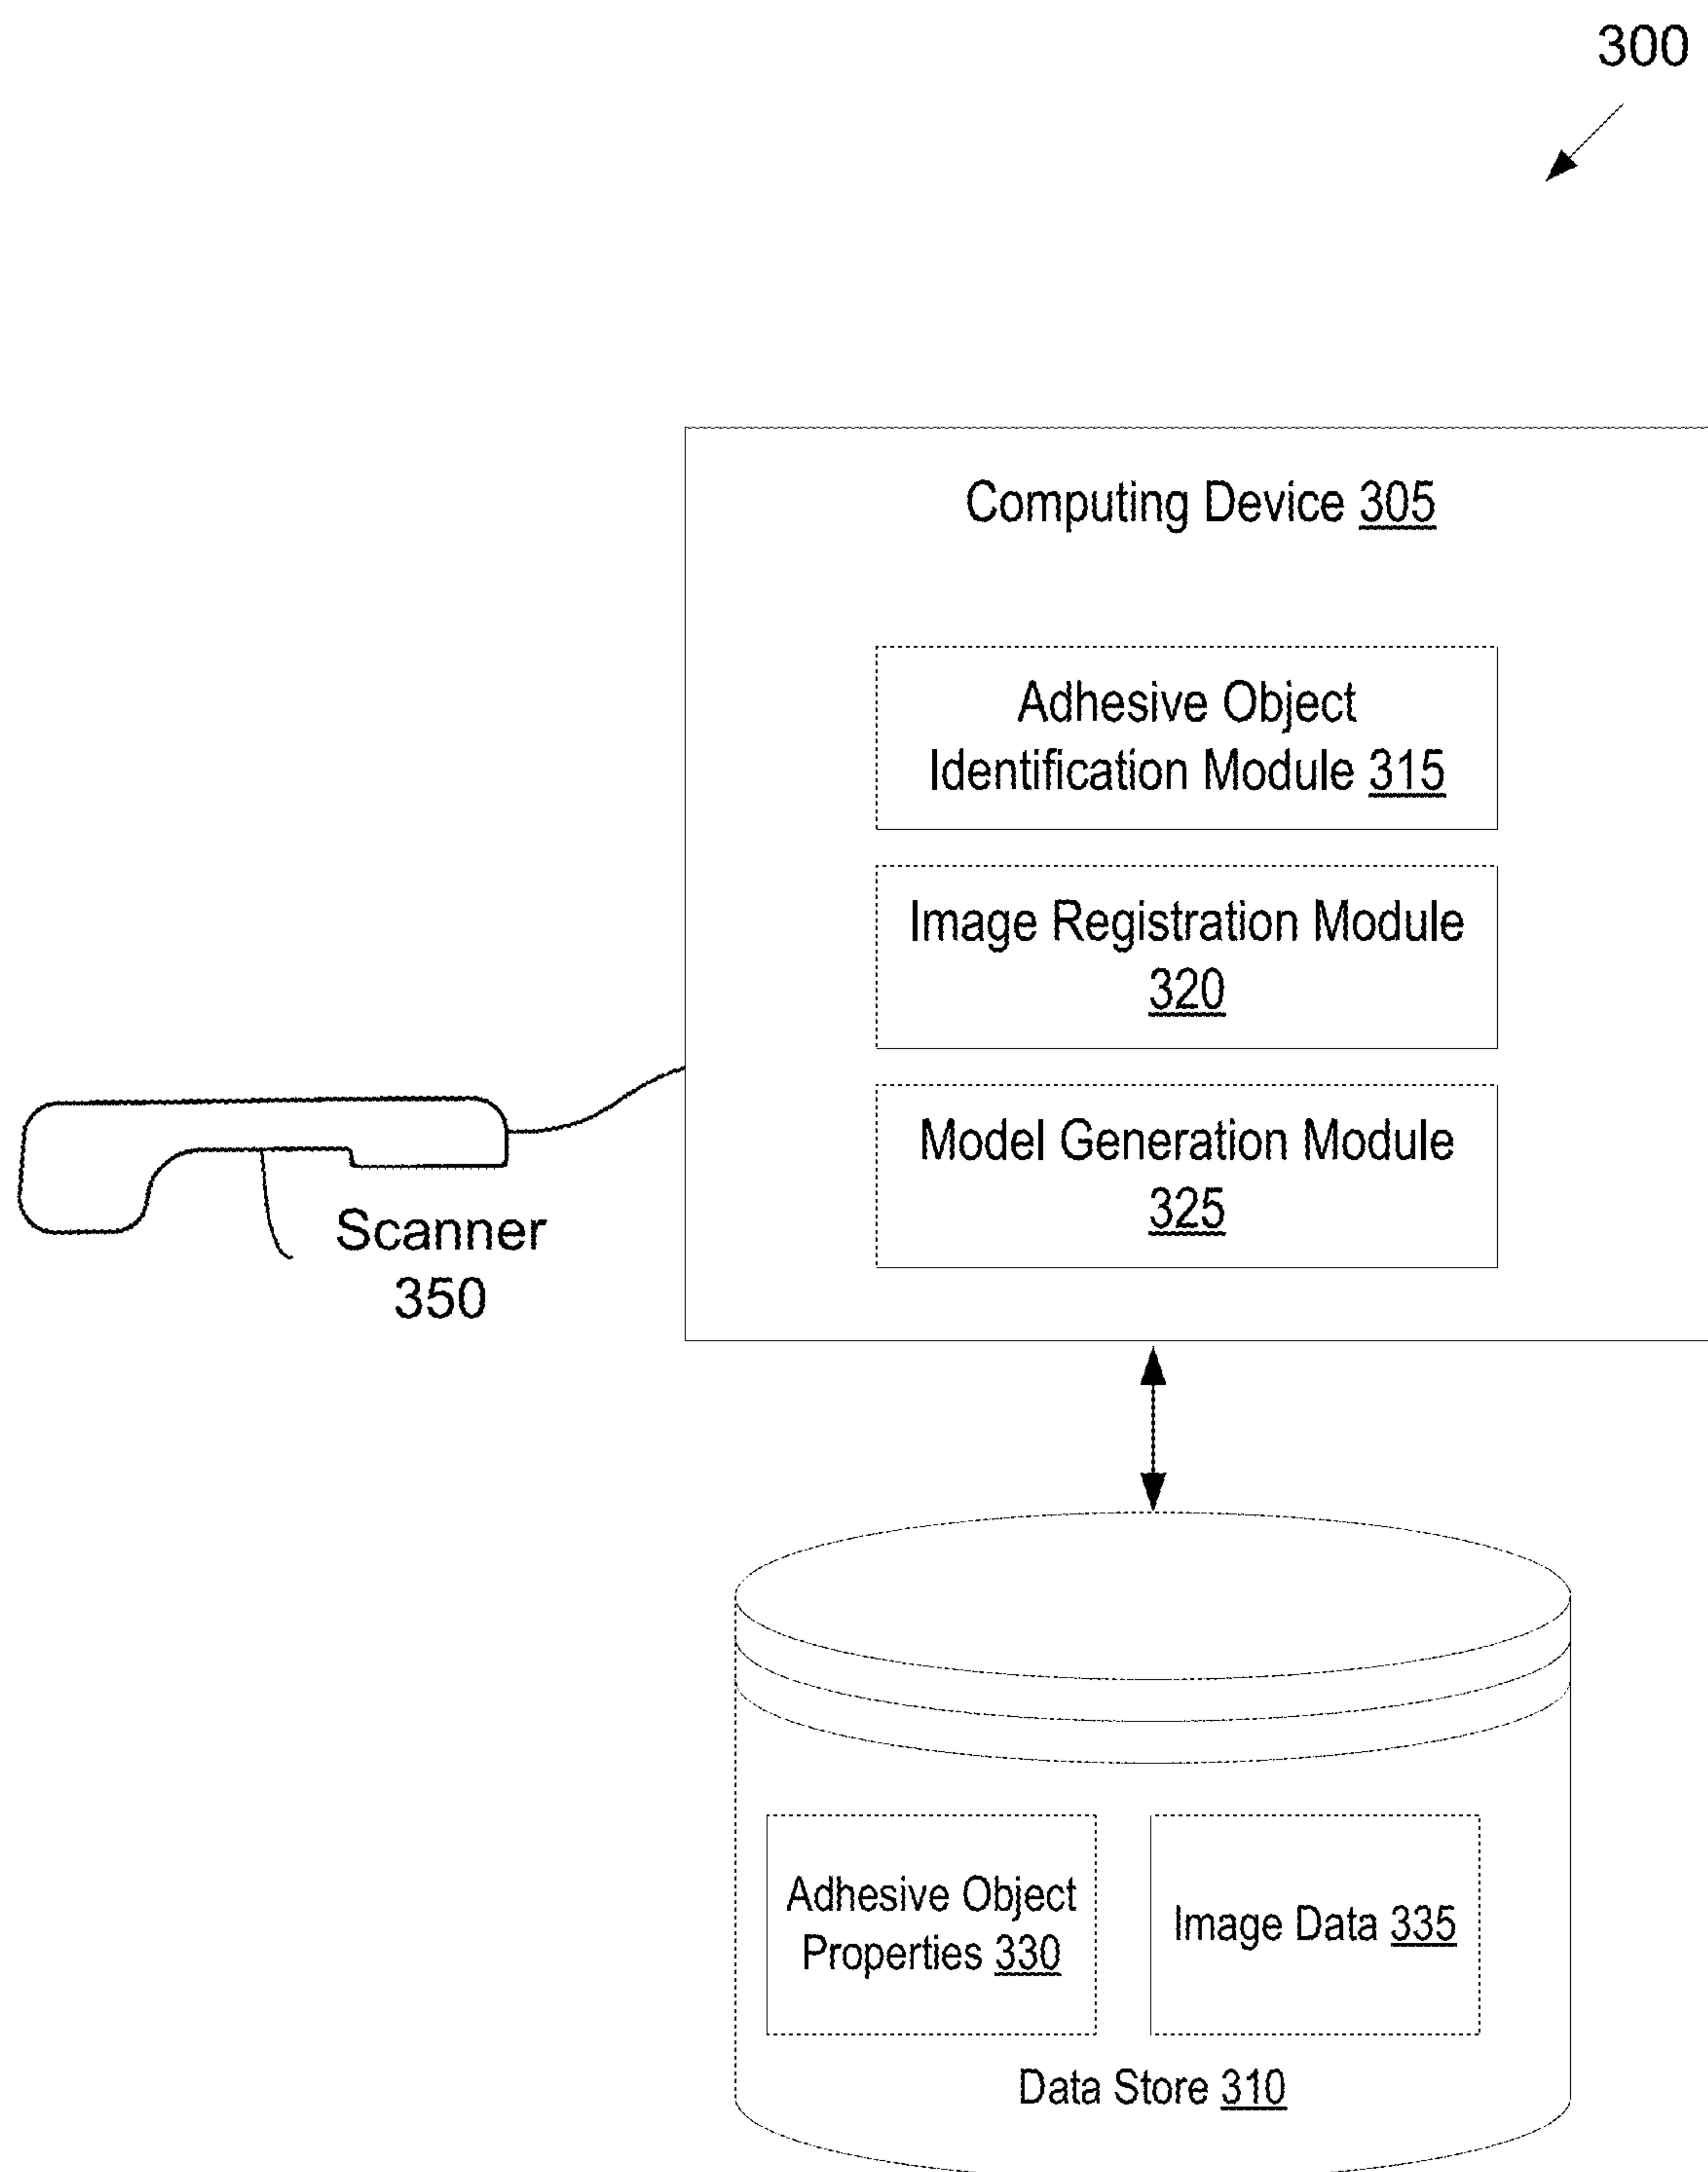 300
Computing Device 305
Adhesive Object
Identification Module 315
Image Registration Module
320
Model Generation Module
325
Scanner
350
Adhesive Object
Properties 330
Image Data 335
Data Store 310